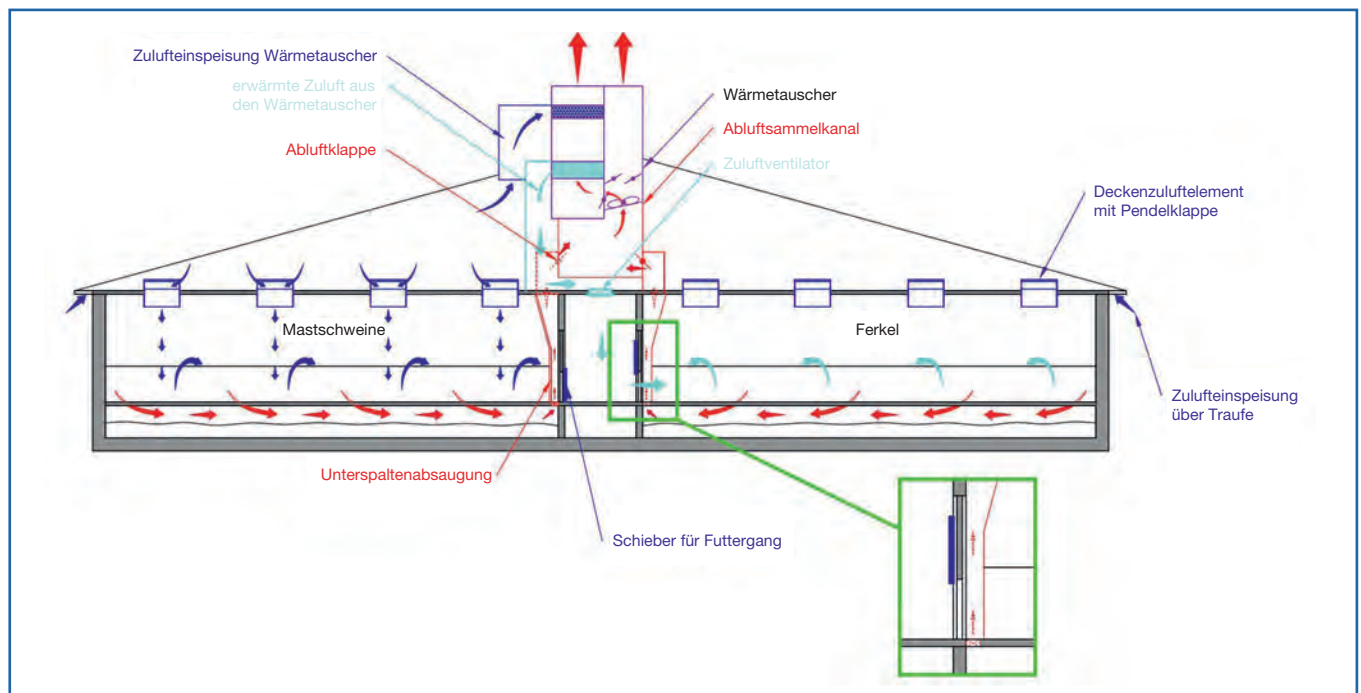 Zulufteinspeisung Wärmetauscher
erwärmte Zuluft aus
den Wärmetauscher
Abluftklappe
Wärmetauscher
Abluftsammelkanal
Zuluftventilator
Deckenzuluftelement
mit Pendelklappe
Mastschweine
Ferkel
Zulufteinspeisung
über Traufe
Unterspaltenabsaugung
Schieber für Futtergang